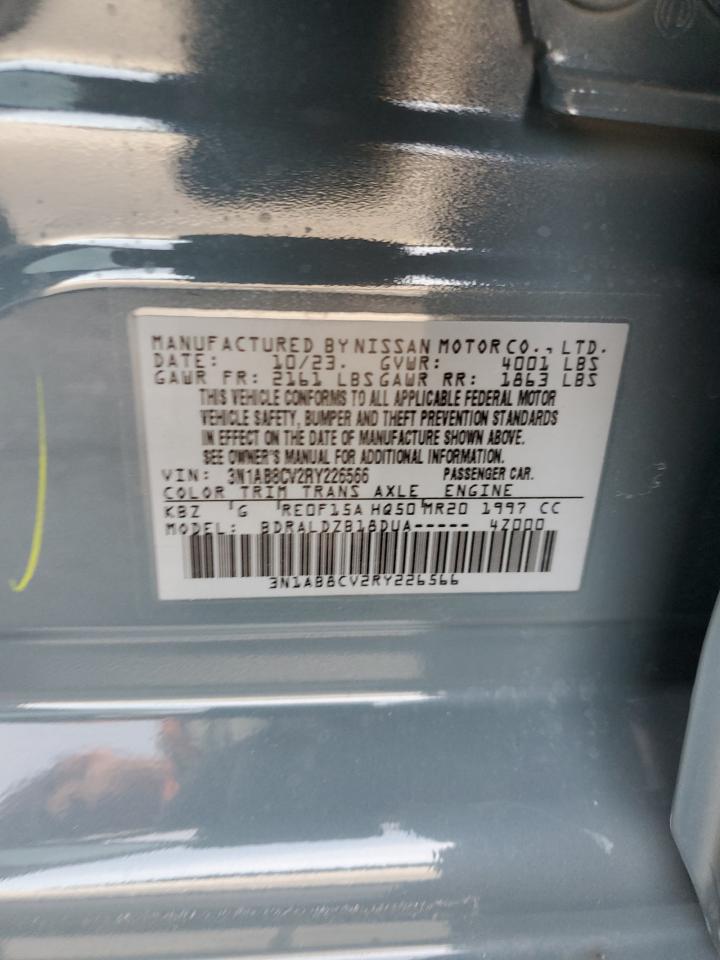 MANUFACTURED BY NISSAN MOTOR CO., LTD.
DATE: 10/23. GVWR: 4001 LBS
GAWR FR: 2161 LBS GAWR RR: 1863 LBS
THIS VEHICLE CONFORMS TO ALL APPLICABLE FEDERAL MOTOR
VEHICLE SAFETY, BUMPER AND THEFT PREVENTION STANDARDS
IN EFFECT ON THE DATE OF MANUFACTURE SHOWN ABOVE.
SEE OWNER'S MANUAL FOR ADDITIONAL INFORMATION.
VIN: 3N1AB8CV2RY226566 PASSENGER CAR.
COLOR TRIM TRANS AXLE ENGINE
KBZ G RE0F15A HQ50 MR20 1997 CC
MODEL: BDRALDZB18DUA----- 4Z000
3N1AB8CV2RY226566